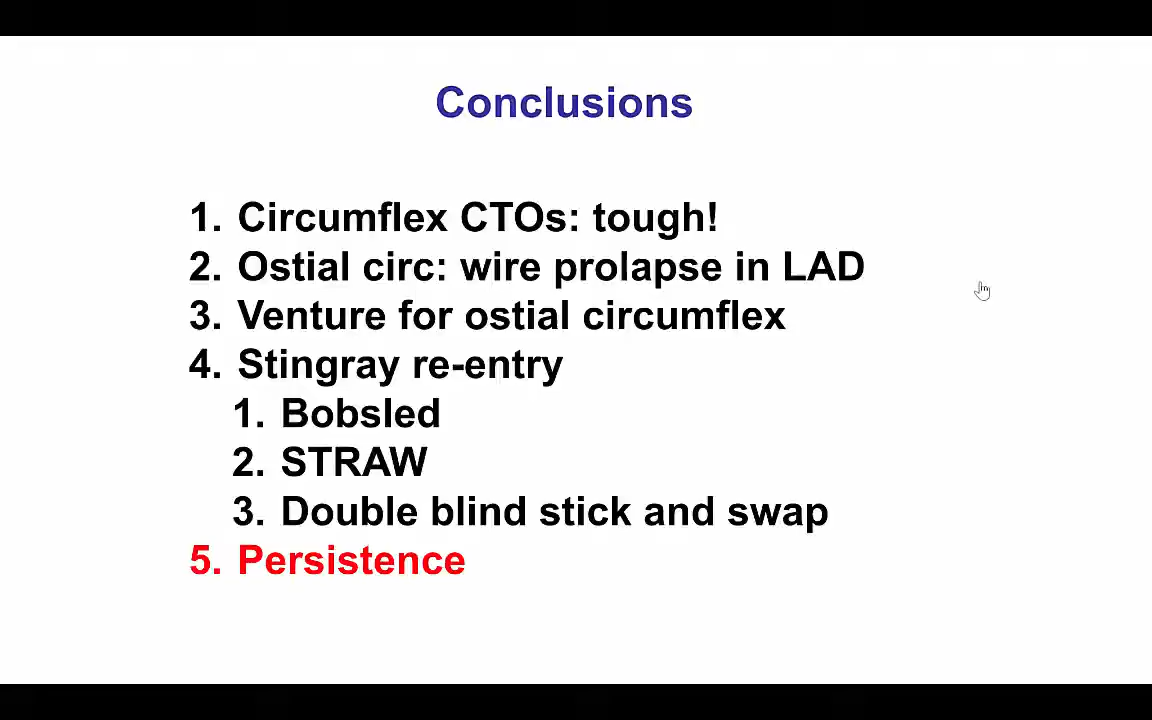 Conclusions
1. Circumflex CTOs: tough!
2. Ostial circ: wire prolapse in LAD
3. Venture for ostial circumflex
4. Stingray re-entry
1. Bobsled
2. STRAW
3. Double blind stick and swap
5. Persistence